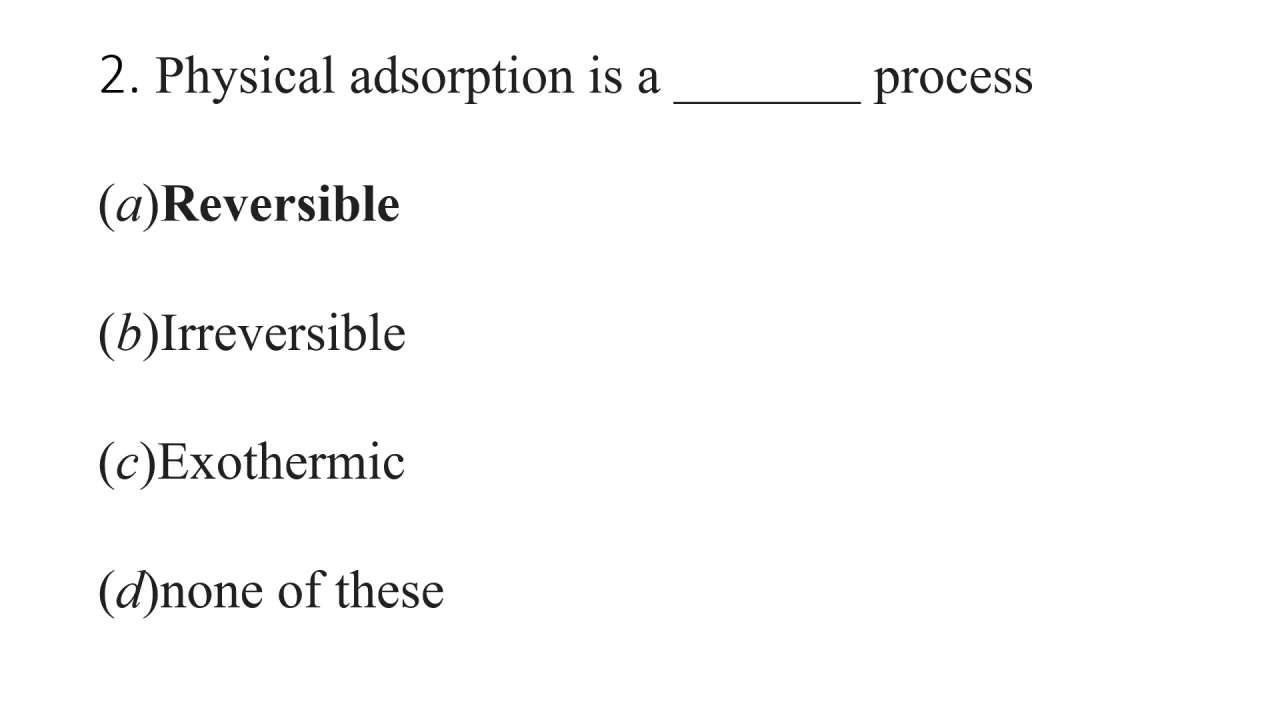 2. Physical adsorption is a _______ process
(a)Reversible
(b)Irreversible
(c)Exothermic
(d)none of these